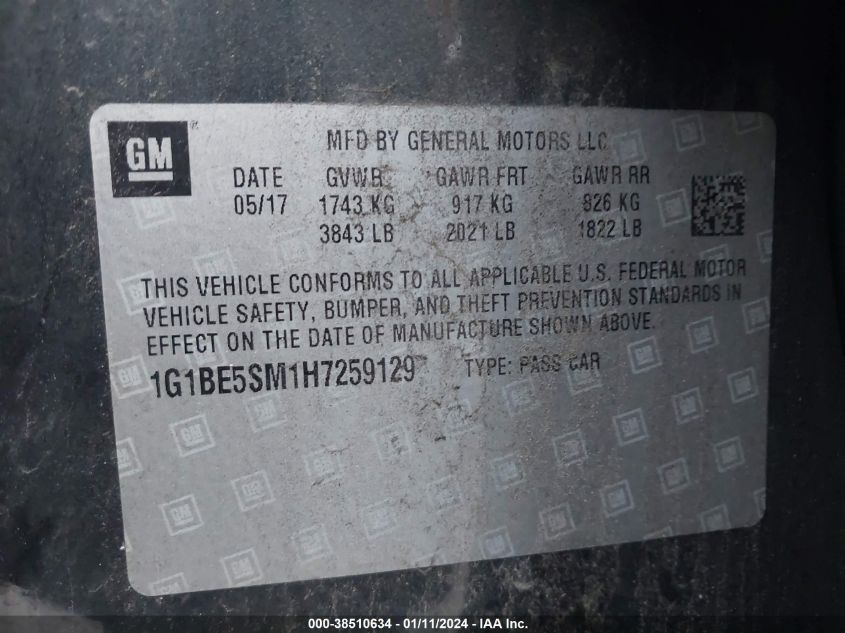 GM
MFD BY GENERAL MOTORS LLC
DATE GVWR GAWR FRT GAWR RR
05/17 1743 KG 917 KG 826 KG
3843 LB 2021 LB 1822 LB
THIS VEHICLE CONFORMS TO ALL APPLICABLE U.S. FEDERAL MOTOR
VEHICLE SAFETY, BUMPER, AND THEFT PREVENTION STANDARDS IN
EFFECT ON THE DATE OF MANUFACTURE SHOWN ABOVE.
1G1BE5SM1H7259129 TYPE: PASS CAR
000-38510634 - 01/11/2024 - IAA Inc.